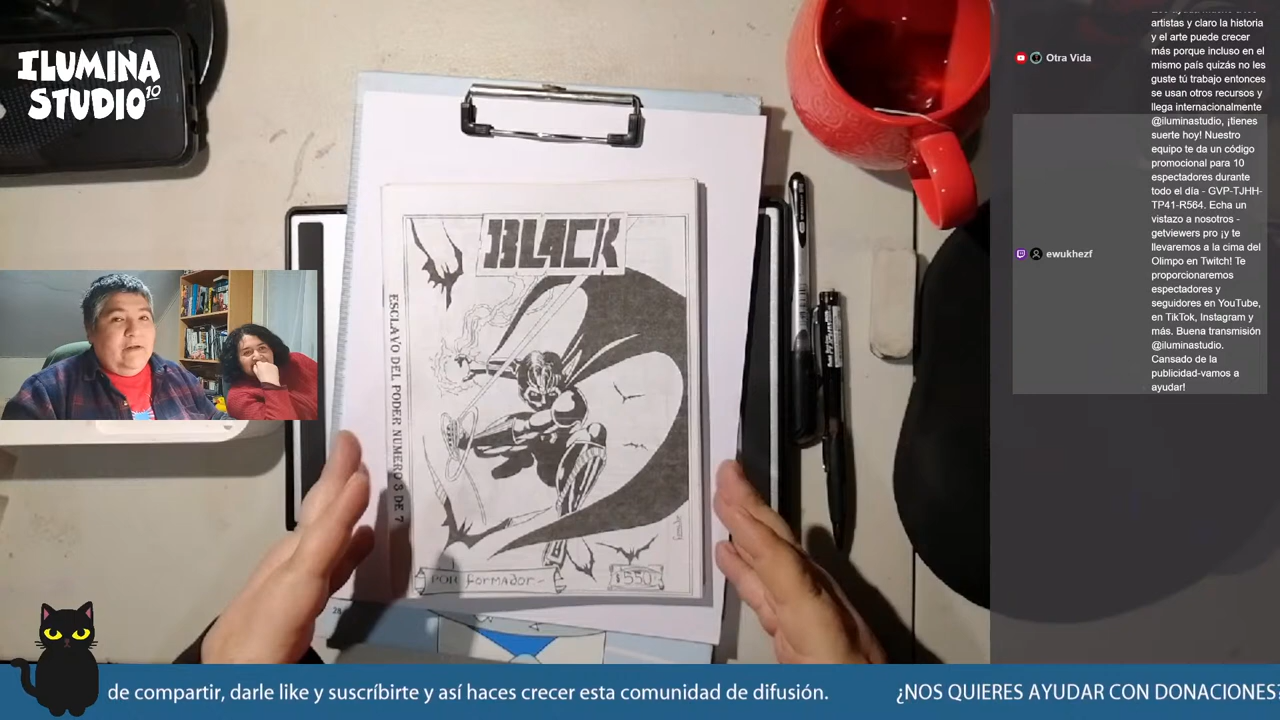 ILUMINA
STUDIO 10
BLACK
ESCLAVO DEL PODER NUMERO 3 DE 7
POR formador-
$550
Otra Vida
artistas y claro la historia
y el arte puede crecer
más porque incluso en el
mismo país quizás no les
guste tú trabajo entonces
se usan otros recursos y
llega internacionalmente
ewukhezf
@iluminastudio, ¡tienes
suerte hoy! Nuestro
equipo te da un código
promocional para 10
espectadores durante
todo el día - GVP-TJHH-
TP41-R564. Echa un
vistazo a nosotros -
getviewers pro ¡y te
llevaremos a la cima del
Olimpo en Twitch! Te
proporcionaremos
espectadores y
seguidores en YouTube,
en TikTok, Instagram y
más. Buena transmisión
@iluminastudio.
Cansado de la
publicidad-vamos a
ayudar!
de compartir, darle like y suscríbirte y así haces crecer esta comunidad de difusión. ¿NOS QUIERES AYUDAR CON DONACIONES?